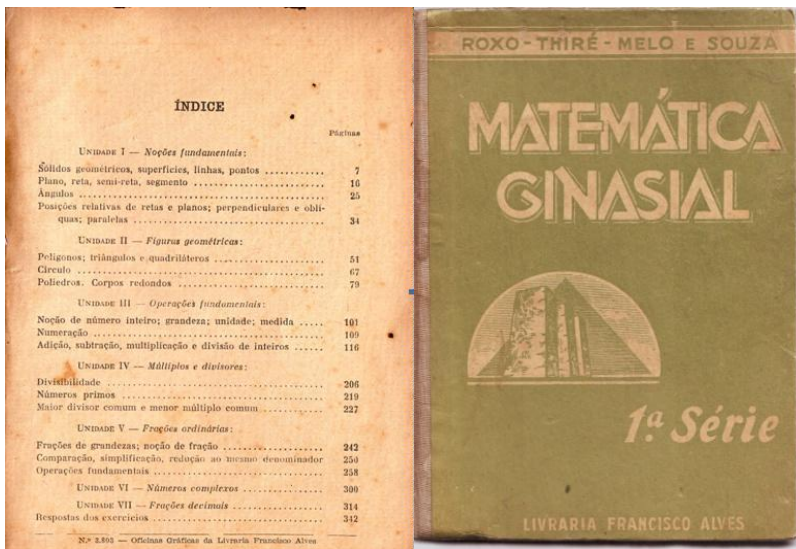 ÍNDICE
Páginas
UNIDADE I — Noções fundamentais:
Sólidos geométricos, superfícies, linhas, pontos ............ 7
Plano, reta, semi-reta, segmento ............ 16
Ângulos ............ 25
Posições relativas de retas e planos; perpendiculares e oblí-
quas; paralelas ............ 34
UNIDADE II — Figuras geométricas:
Polígonos; triângulos e quadriláteros ............ 51
Círculo ............ 67
Poliedros. Corpos redondos ............ 79
UNIDADE III — Operações fundamentais:
Noção de número inteiro; grandeza; unidade; medida ..... 101
Numeração ............ 109
Adição, subtração, multiplicação e divisão de inteiros ...... 116
UNIDADE IV — Múltiplos e divisores:
Divisibilidade ............ 206
Números primos ............ 219
Maior divisor comum e menor múltiplo comum ............ 227
UNIDADE V — Frações ordinárias:
Frações de grandezas; noção de fração ............ 242
Comparação, simplificação, redução ao mesmo denominador 250
Operações fundamentais ............ 258
UNIDADE VI — Números complexos ............ 300
UNIDADE VII — Frações decimais ............ 314
Respostas dos exercícios ............ 342
N.º 3.593 — Oficinas Gráficas da Livraria Francisco Alves
ROXO - THIRÉ - MELO E SOUZA
MATEMÁTICA
GINASIAL
1.ª Série
LIVRARIA FRANCISCO ALVES